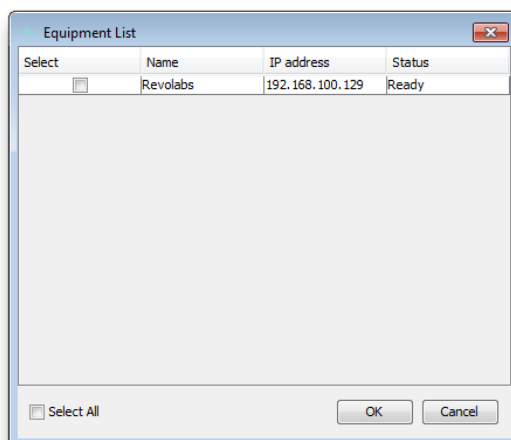 Equipment List
Select Name IP address Status
Revolabs 192.168.100.129 Ready
Select All OK Cancel